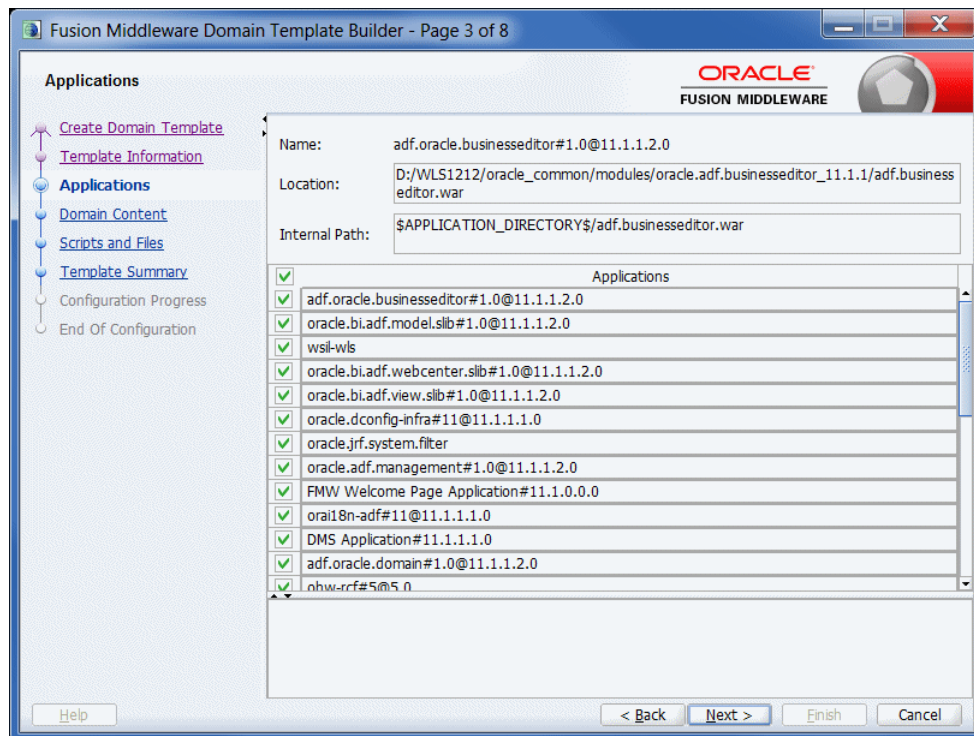 Fusion Middleware Domain Template Builder - Page 3 of 8
Applications
ORACLE
FUSION MIDDLEWARE
Create Domain Template
Template Information
Applications
Domain Content
Scripts and Files
Template Summary
Configuration Progress
End Of Configuration
Name: adf.oracle.businesseditor#1.0@11.1.1.2.0
Location: D:/WLS1212/oracle_common/modules/oracle.adf.businesseditor_11.1.1/adf.business
editor.war
Internal Path: $APPLICATION_DIRECTORY$/adf.businesseditor.war
Applications
adf.oracle.businesseditor#1.0@11.1.1.2.0
oracle.bi.adf.model.slib#1.0@11.1.1.2.0
wsil-wls
oracle.bi.adf.webcenter.slib#1.0@11.1.1.2.0
oracle.bi.adf.view.slib#1.0@11.1.1.2.0
oracle.dconfig-infra#11@11.1.1.1.0
oracle.jrf.system.filter
oracle.adf.management#1.0@11.1.1.2.0
FMW Welcome Page Application#11.1.0.0.0
orai18n-adf#11@11.1.1.1.0
DMS Application#11.1.1.1.0
adf.oracle.domain#1.0@11.1.1.2.0
ohw-rcf#5@5.0
Help
< Back Next > Finish Cancel